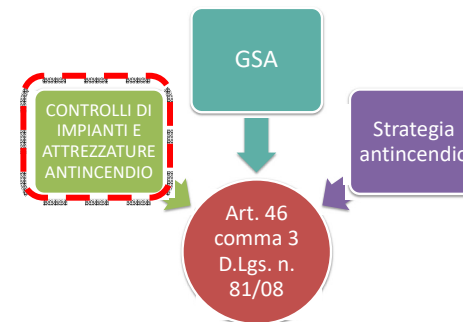 GSA
CONTROLLI DI
IMPIANTI E
ATTREZZATURE
ANTINCENDIO
Strategia
antincendio
Art. 46
comma 3
D.Lgs. n.
81/08